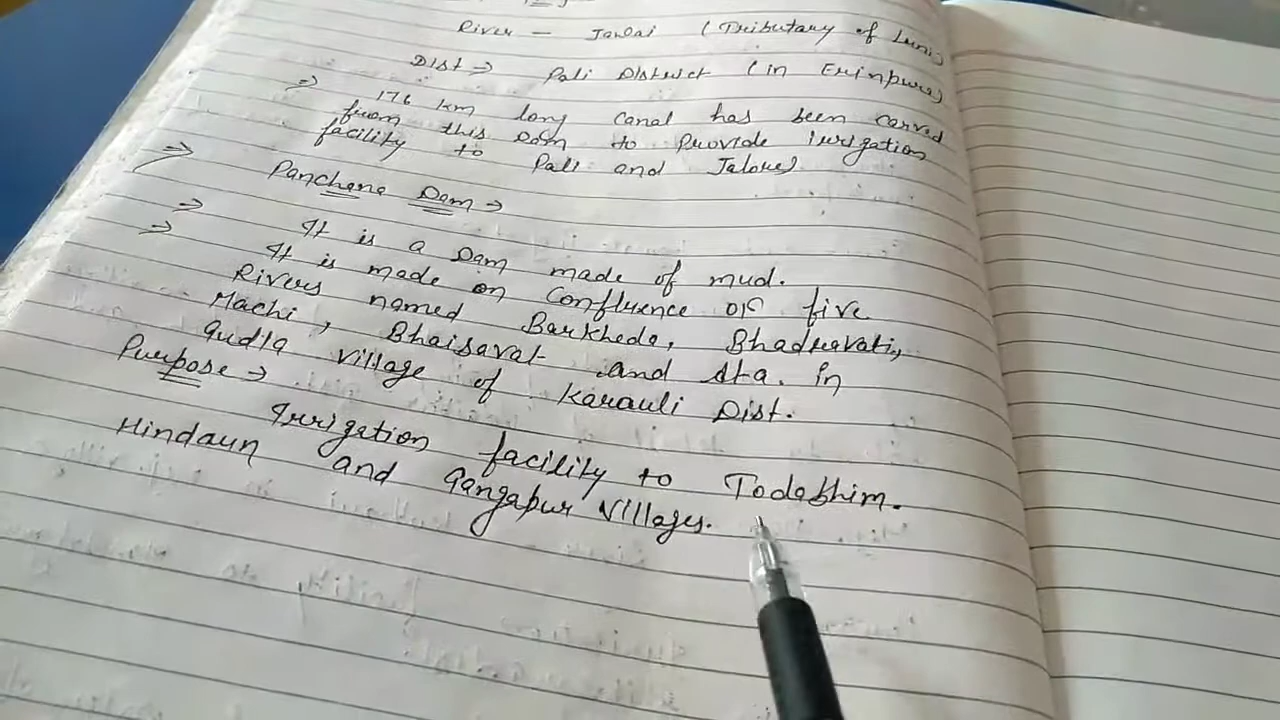 River - Jawai (Tributary of Luni)
Dist → Pali District (in Erinpura)
⇒ 176 km long canal has been carved
from this Dam to provide irrigation
facility to Pali and Jalore)
⇒ Panchana Dam →
⇒ It is a Dam made of mud.
⇒ It is made on Confluence of five
Rivers named Barkheda, Bhadravati,
Machi, Bhaisavat and Ata. in
Gudla village of Karauli Dist.
Purpose →
Irrigation facility to Todabhim.
Hindaun and Gangapur Villages.